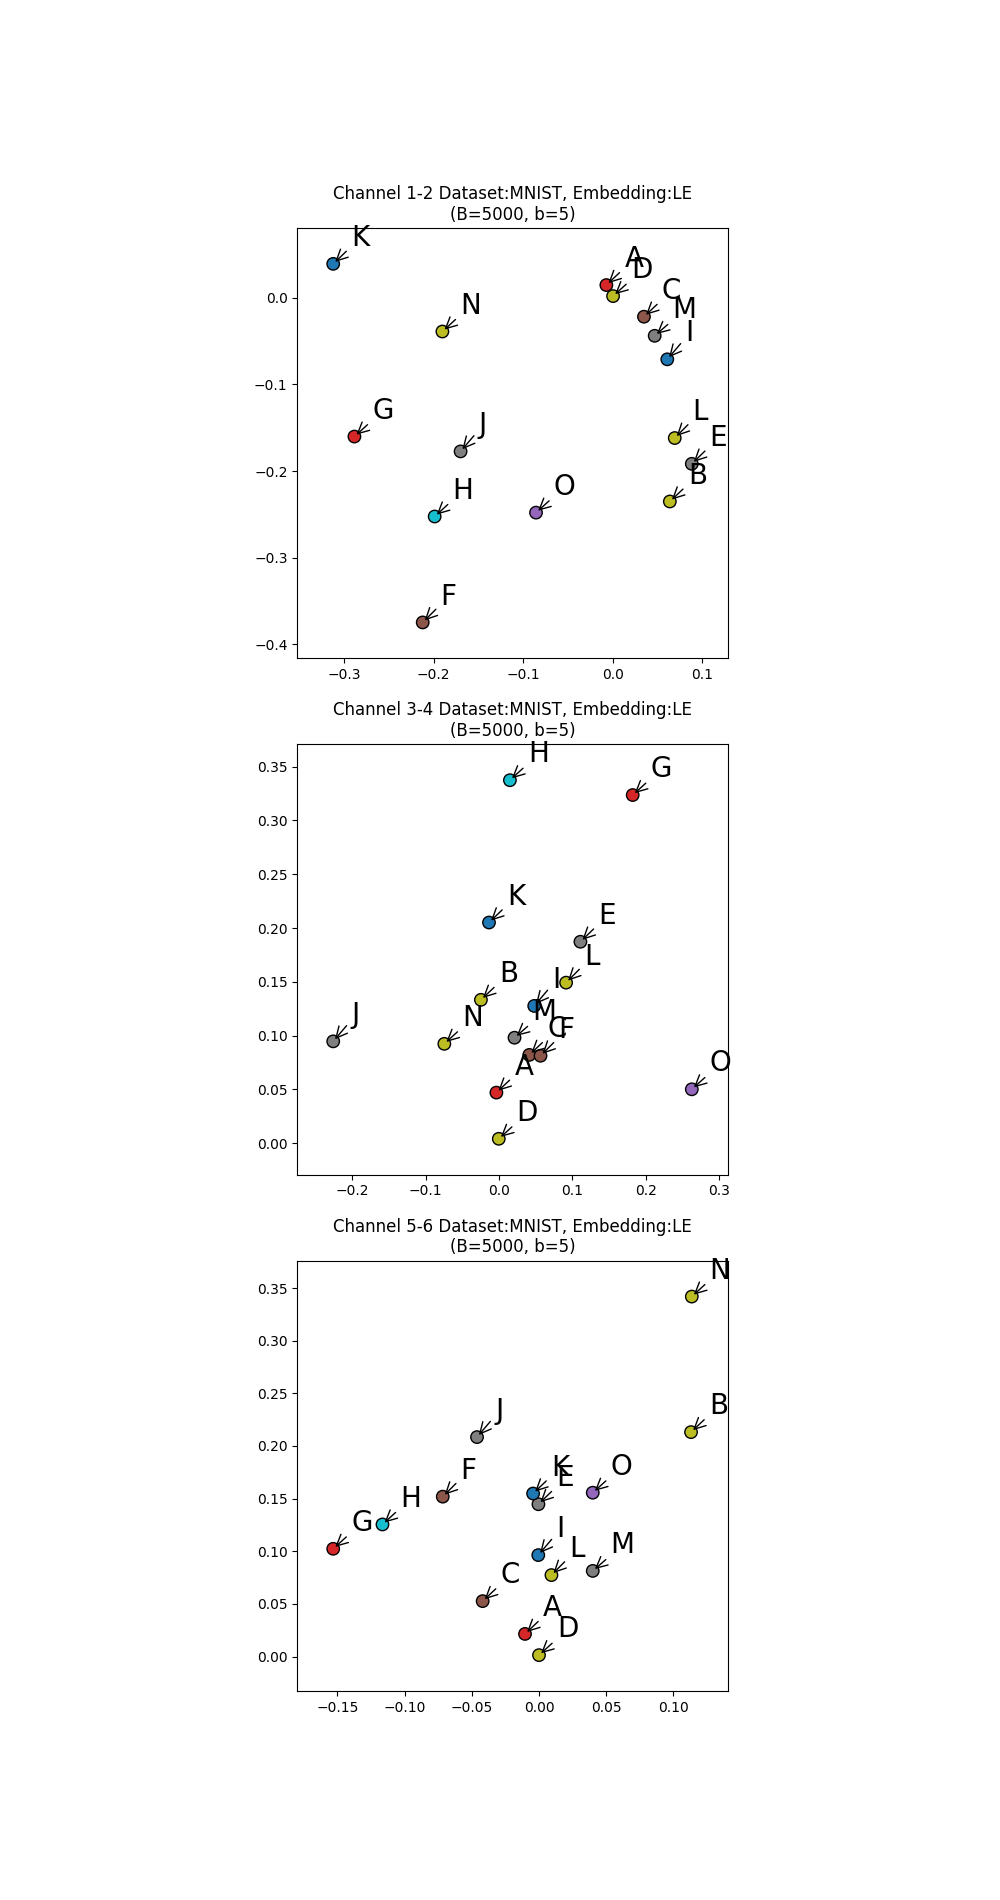 Channel 1-2 Dataset:MNIST, Embedding:LE
(B=5000, b=5)
K
A
D
C
M
N
I
G
L
J
E
B
H
O
F
0.0
−0.1
−0.2
−0.3
−0.4
−0.3 −0.2 −0.1 0.0 0.1
Channel 3-4 Dataset:MNIST, Embedding:LE
(B=5000, b=5)
H
G
K
E
L
B
I
M
J
N
C
F
A
O
D
0.35
0.30
0.25
0.20
0.15
0.10
0.05
0.00
−0.2 −0.1 0.0 0.1 0.2 0.3
Channel 5-6 Dataset:MNIST, Embedding:LE
(B=5000, b=5)
N
B
J
F
K
E
O
H
G
I
L
M
C
A
D
0.35
0.30
0.25
0.20
0.15
0.10
0.05
0.00
−0.15 −0.10 −0.05 0.00 0.05 0.10